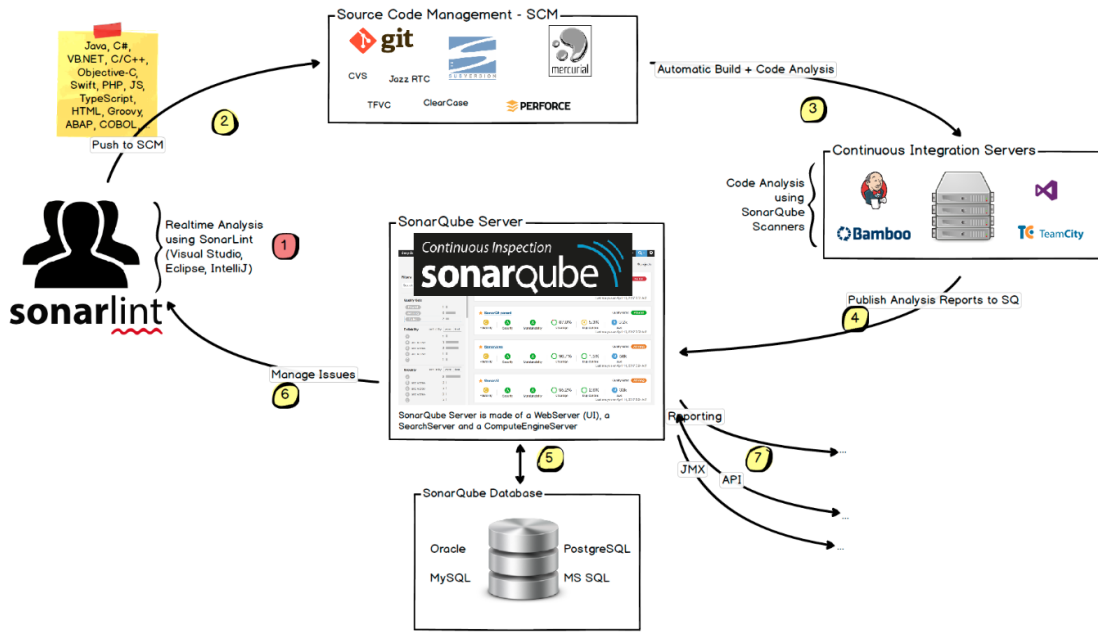 Source Code Management - SCM
git
SUBVERSION
mercurial
CVS
Jazz RTC
TFVC
ClearCase
PERFORCE
Java, C#,
VB.NET, C/C++,
Objective-C,
Swift, PHP, JS,
TypeScript,
HTML, Groovy,
ABAP, COBOL, ...
Push to SCM
2
Automatic Build + Code Analysis
3
Continuous Integration Servers
Code Analysis
using
SonarQube
Scanners
Bamboo
TC TeamCity
Realtime Analysis
using SonarLint
(Visual Studio,
Eclipse, IntelliJ)
1
sonarlint
SonarQube Server
Continuous Inspection
sonarqube
SonarQube Server is made of a WebServer (UI), a
SearchServer and a ComputeEngineServer
Publish Analysis Reports to SQ
4
Manage Issues
6
5
Reporting
7
JMX
API
...
...
...
SonarQube Database
Oracle
PostgreSQL
MySQL
MS SQL